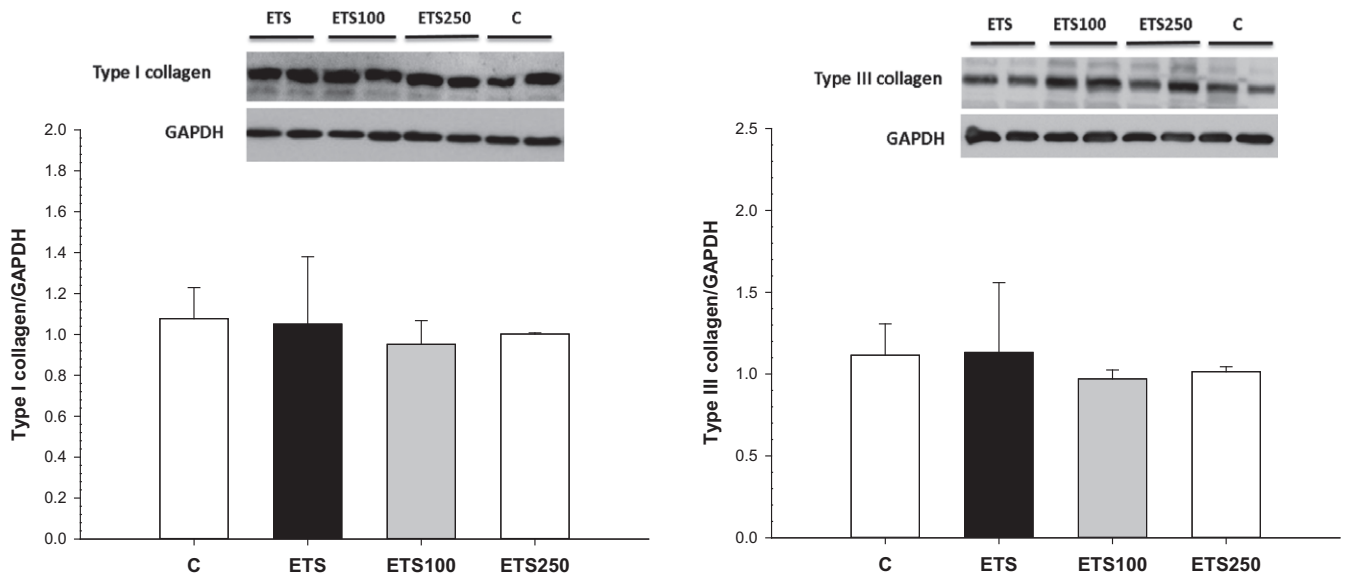 ETS ETS100 ETS250 C
Type I collagen
GAPDH
2.0
1.8
1.6
1.4
1.2
1.0
0.8
0.6
0.4
0.2
0.0
Type I collagen/GAPDH
C ETS ETS100 ETS250
ETS ETS100 ETS250 C
Type III collagen
GAPDH
2.5
2.0
1.5
1.0
0.5
0.0
Type III collagen/GAPDH
C ETS ETS100 ETS250